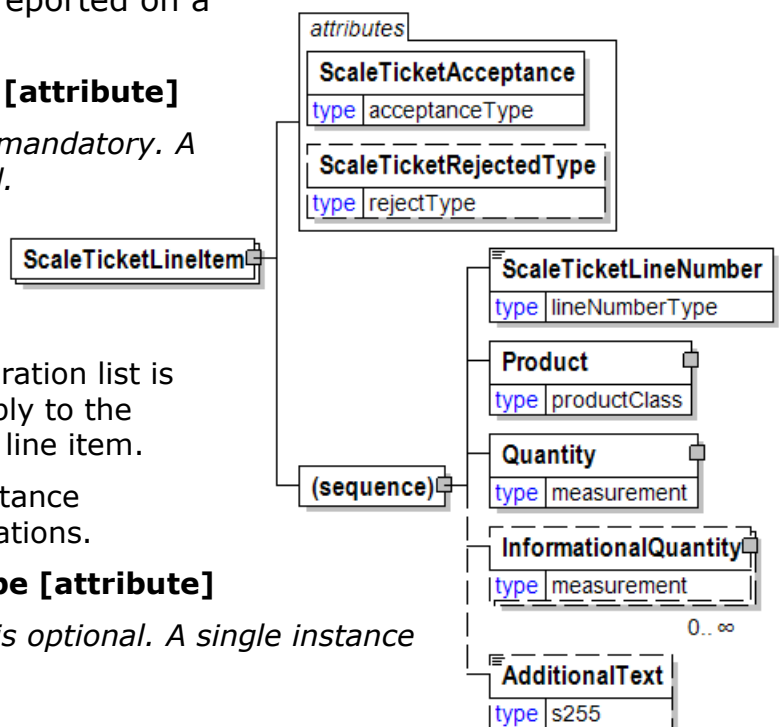 eported on a
[attribute]
mandatory. A
d.
ration list is
ply to the
line item.
tance
ations.
pe [attribute]
is optional. A single instance
attributes
ScaleTicketAcceptance
type acceptanceType
ScaleTicketRejectedType
type rejectType
ScaleTicketLineItem
(sequence)
ScaleTicketLineNumber
type lineNumberType
Product
type productClass
Quantity
type measurement
InformationalQuantity
type measurement
0.. ∞
AdditionalText
type s255